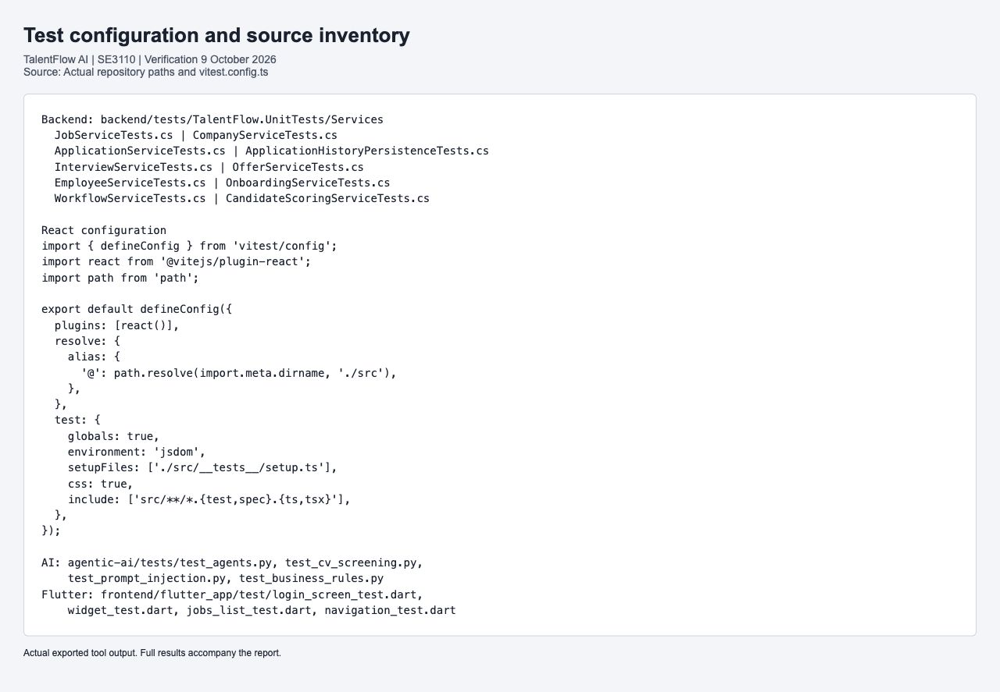 Test configuration and source inventory
TalentFlow AI | SE3110 | Verification 9 October 2026
Source: Actual repository paths and vitest.config.ts
Backend: backend/tests/TalentFlow.UnitTests/Services
  JobServiceTests.cs | CompanyServiceTests.cs
  ApplicationServiceTests.cs | ApplicationHistoryPersistenceTests.cs
  InterviewServiceTests.cs | OfferServiceTests.cs
  EmployeeServiceTests.cs | OnboardingServiceTests.cs
  WorkflowServiceTests.cs | CandidateScoringServiceTests.cs
React configuration
import { defineConfig } from 'vitest/config';
import react from '@vitejs/plugin-react';
import path from 'path';
export default defineConfig({
  plugins: [react()],
  resolve: {
    alias: {
      '@': path.resolve(import.meta.dirname, './src'),
    },
  },
  test: {
    globals: true,
    environment: 'jsdom',
    setupFiles: ['./src/__tests__/setup.ts'],
    css: true,
    include: ['src/**/*.{test,spec}.{ts,tsx}'],
  },
});
AI: agentic-ai/tests/test_agents.py, test_cv_screening.py,
    test_prompt_injection.py, test_business_rules.py
Flutter: frontend/flutter_app/test/login_screen_test.dart,
    widget_test.dart, jobs_list_test.dart, navigation_test.dart
Actual exported tool output. Full results accompany the report.